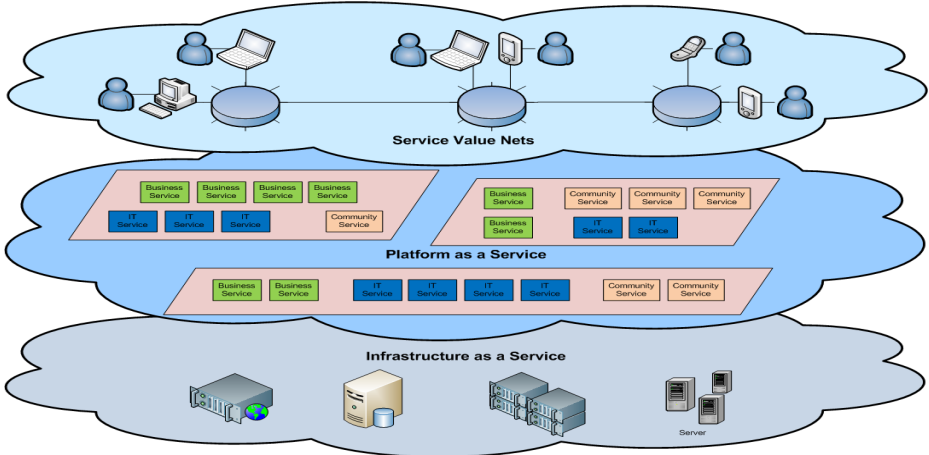 Service Value Nets
Business Service
Business Service
Business Service
Business Service
IT Service
IT Service
IT Service
Community Service
Business Service
Community Service
Community Service
Community Service
Business Service
IT Service
IT Service
Platform as a Service
Business Service
Business Service
IT Service
IT Service
IT Service
IT Service
Community Service
Community Service
Infrastructure as a Service
Server